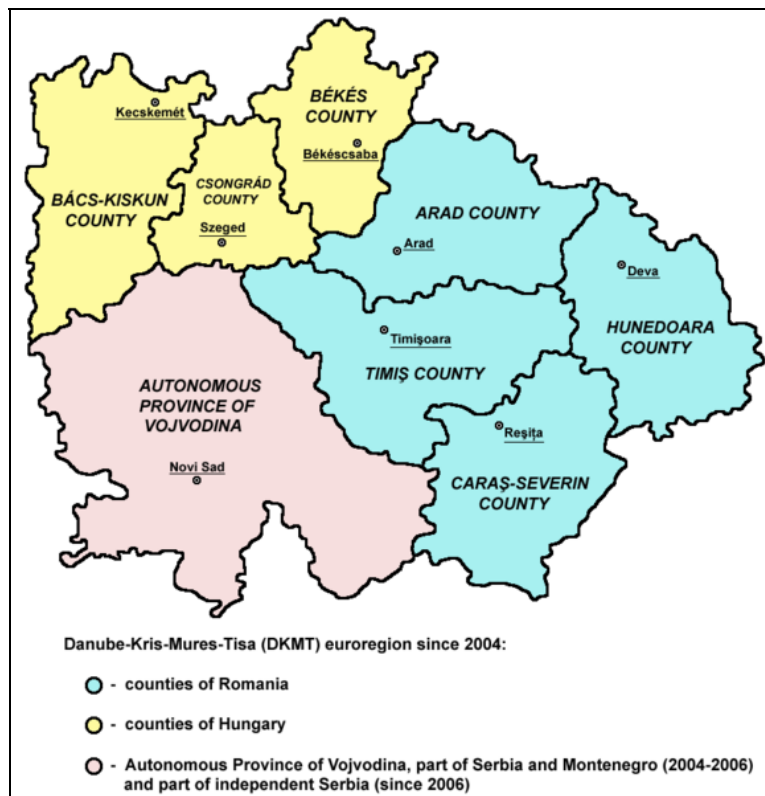 Kecskemét
BÉKÉS
COUNTY
Békéscsaba
CSONGRÁD
COUNTY
BÁCS-KISKUN
COUNTY
Szeged
ARAD COUNTY
Arad
Deva
HUNEDOARA
COUNTY
Timişoara
TIMIŞ COUNTY
AUTONOMOUS
PROVINCE OF
VOJVODINA
Novi Sad
Reşiţa
CARAŞ-SEVERIN
COUNTY
Danube-Kris-Mures-Tisa (DKMT) euroregion since 2004:
- counties of Romania
- counties of Hungary
- Autonomous Province of Vojvodina, part of Serbia and Montenegro (2004-2006)
and part of independent Serbia (since 2006)